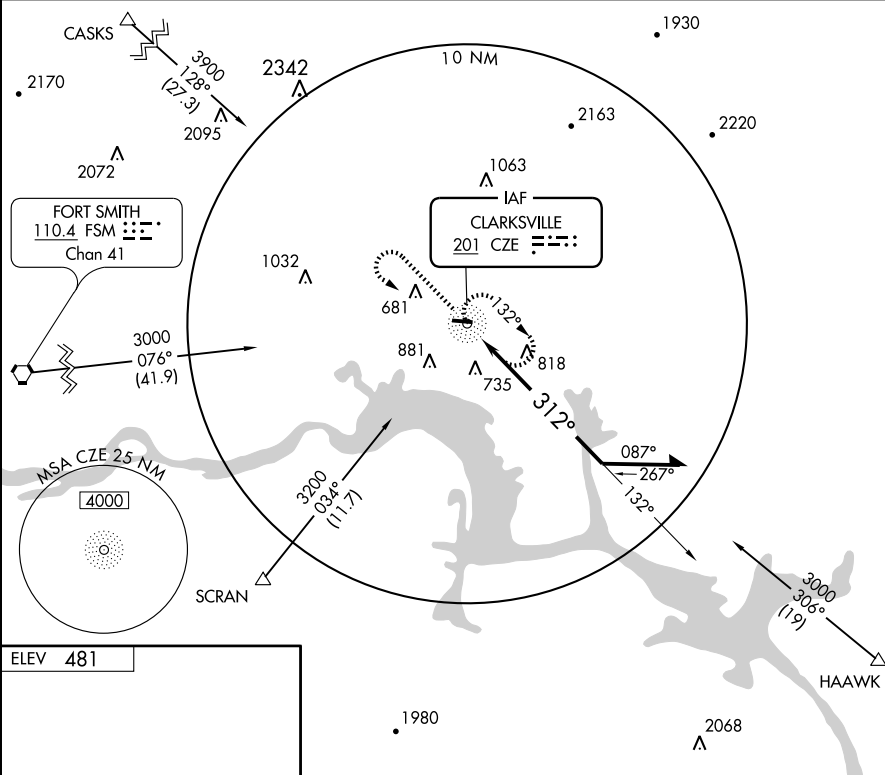 CASKS
3900
128°
(27.3)
2342
10 NM
1930
2170
2095
2163
2220
2072
1063
FORT SMITH
110.4 FSM
Chan 41
IAF
CLARKSVILLE
201 CZE
1032
681
132°
3000
076°
(41.9)
881
735
818
312°
087°
267°
132°
MSA CZE 25 NM
4000
3200
034°
(11.7)
SCRAN
3000
306°
(19)
HAAWK
ELEV 481
1980
2068